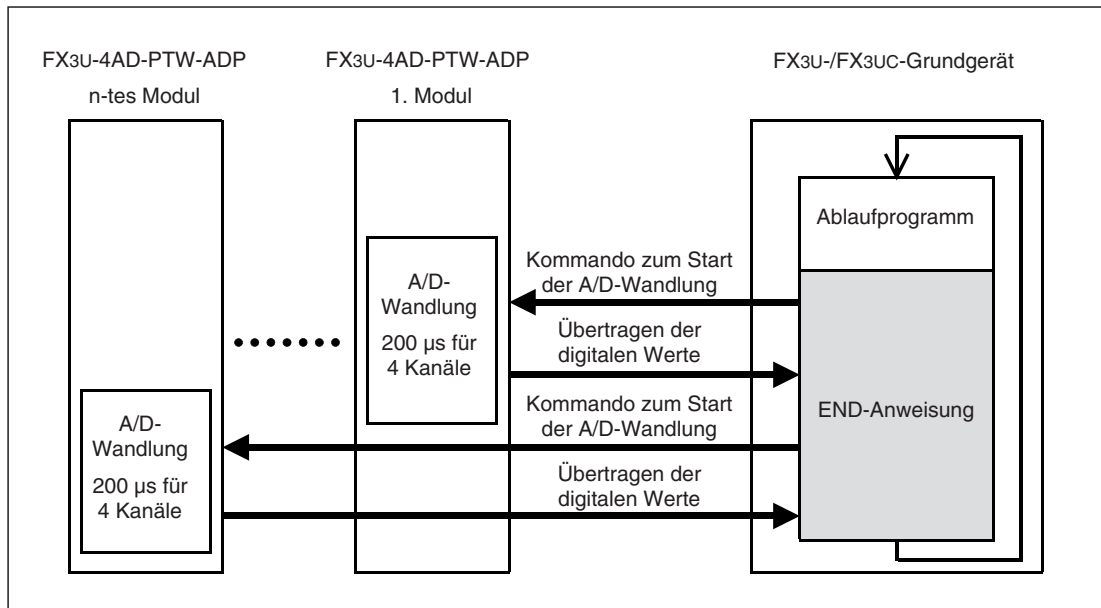 FX3U-4AD-PTW-ADP
n-tes Modul
FX3U-4AD-PTW-ADP
1. Modul
FX3U-/FX3UC-Grundgerät
Ablaufprogramm
Kommando zum Start
der A/D-Wandlung
A/D-
Wandlung
200 µs für
4 Kanäle
Übertragen der
digitalen Werte
END-Anweisung
Kommando zum Start
der A/D-Wandlung
A/D-
Wandlung
200 µs für
4 Kanäle
Übertragen der
digitalen Werte